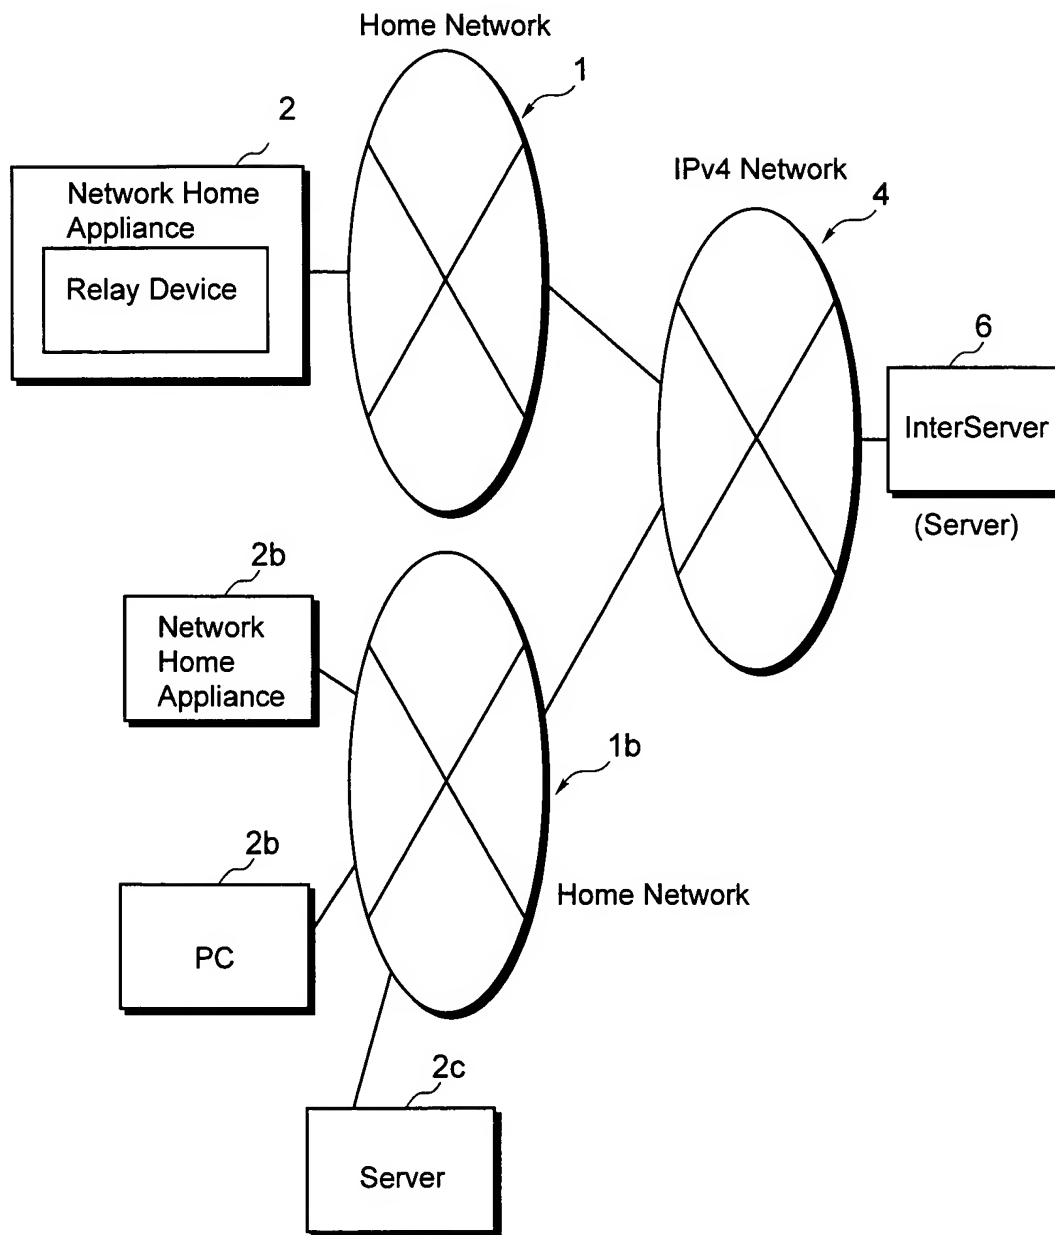 Home Network
1
2
Network Home
Appliance
Relay Device
IPv4 Network
4
6
InterServer
(Server)
2b
Network
Home
Appliance
1b
2b
PC
Home Network
2c
Server